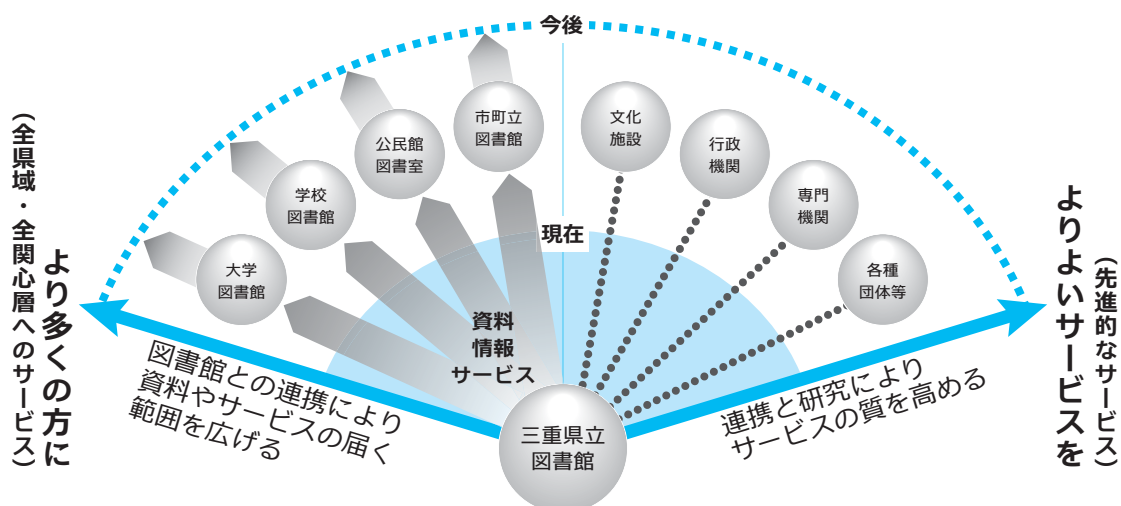 今後
市町立
図書館
文化
施設
公民館
図書室
行政
機関
学校
図書館
専門
機関
大学
図書館
各種
団体等
現在
資料
情報
サービス
より多くの方に
（全県域・全関心層へのサービス）
よりよいサービスを
（先進的なサービス）
図書館との連携により
資料やサービスの届く
範囲を広げる
連携と研究により
サービスの質を高める
三重県立
図書館